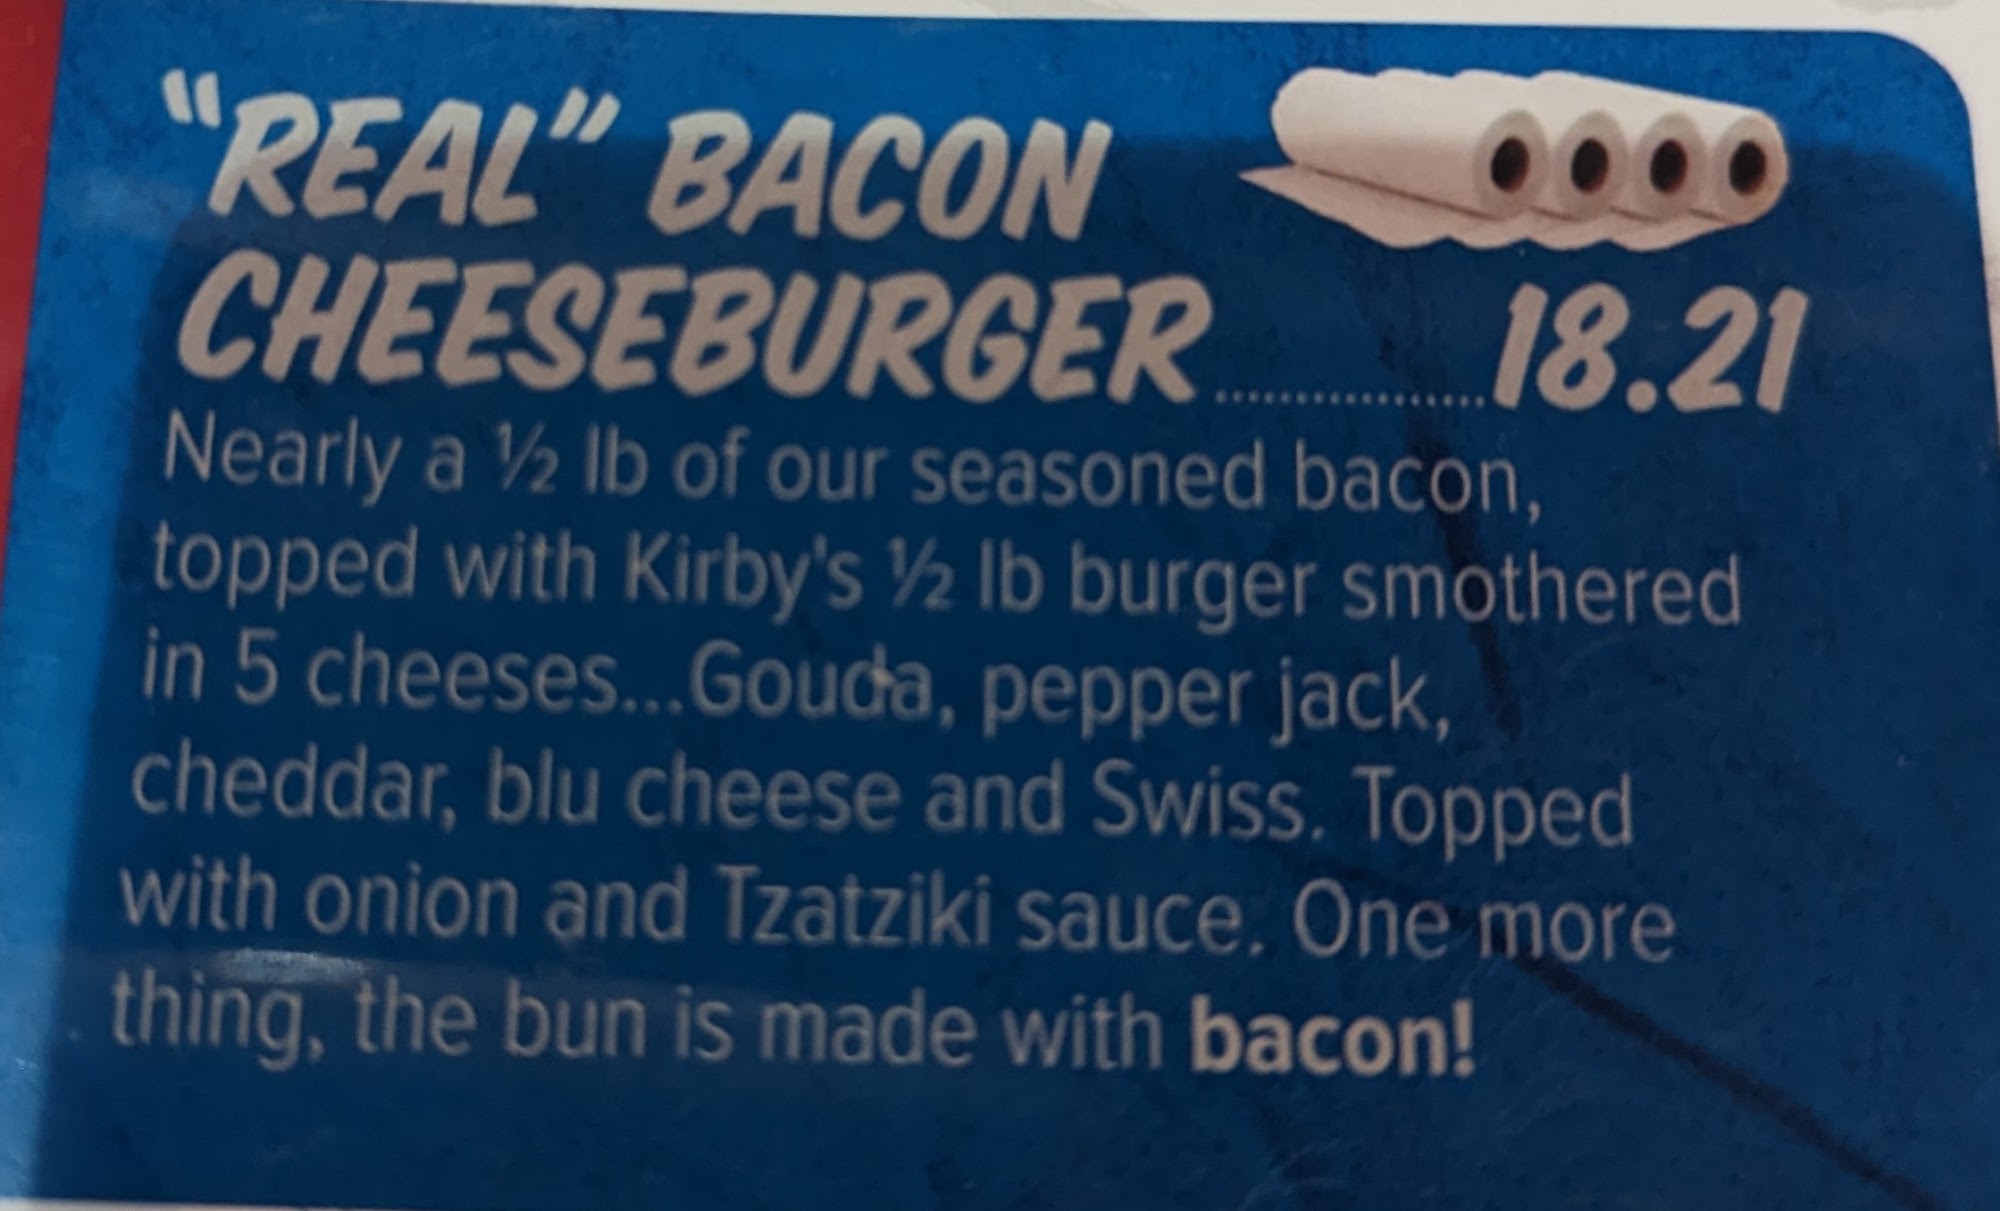 “REAL” BACON
CHEESEBURGER..................18.21
Nearly a ½ lb of our seasoned bacon,
topped with Kirby's ½ lb burger smothered
in 5 cheeses...Gouda, pepper jack,
cheddar, blu cheese and Swiss. Topped
with onion and Tzatziki sauce. One more
thing, the bun is made with bacon!